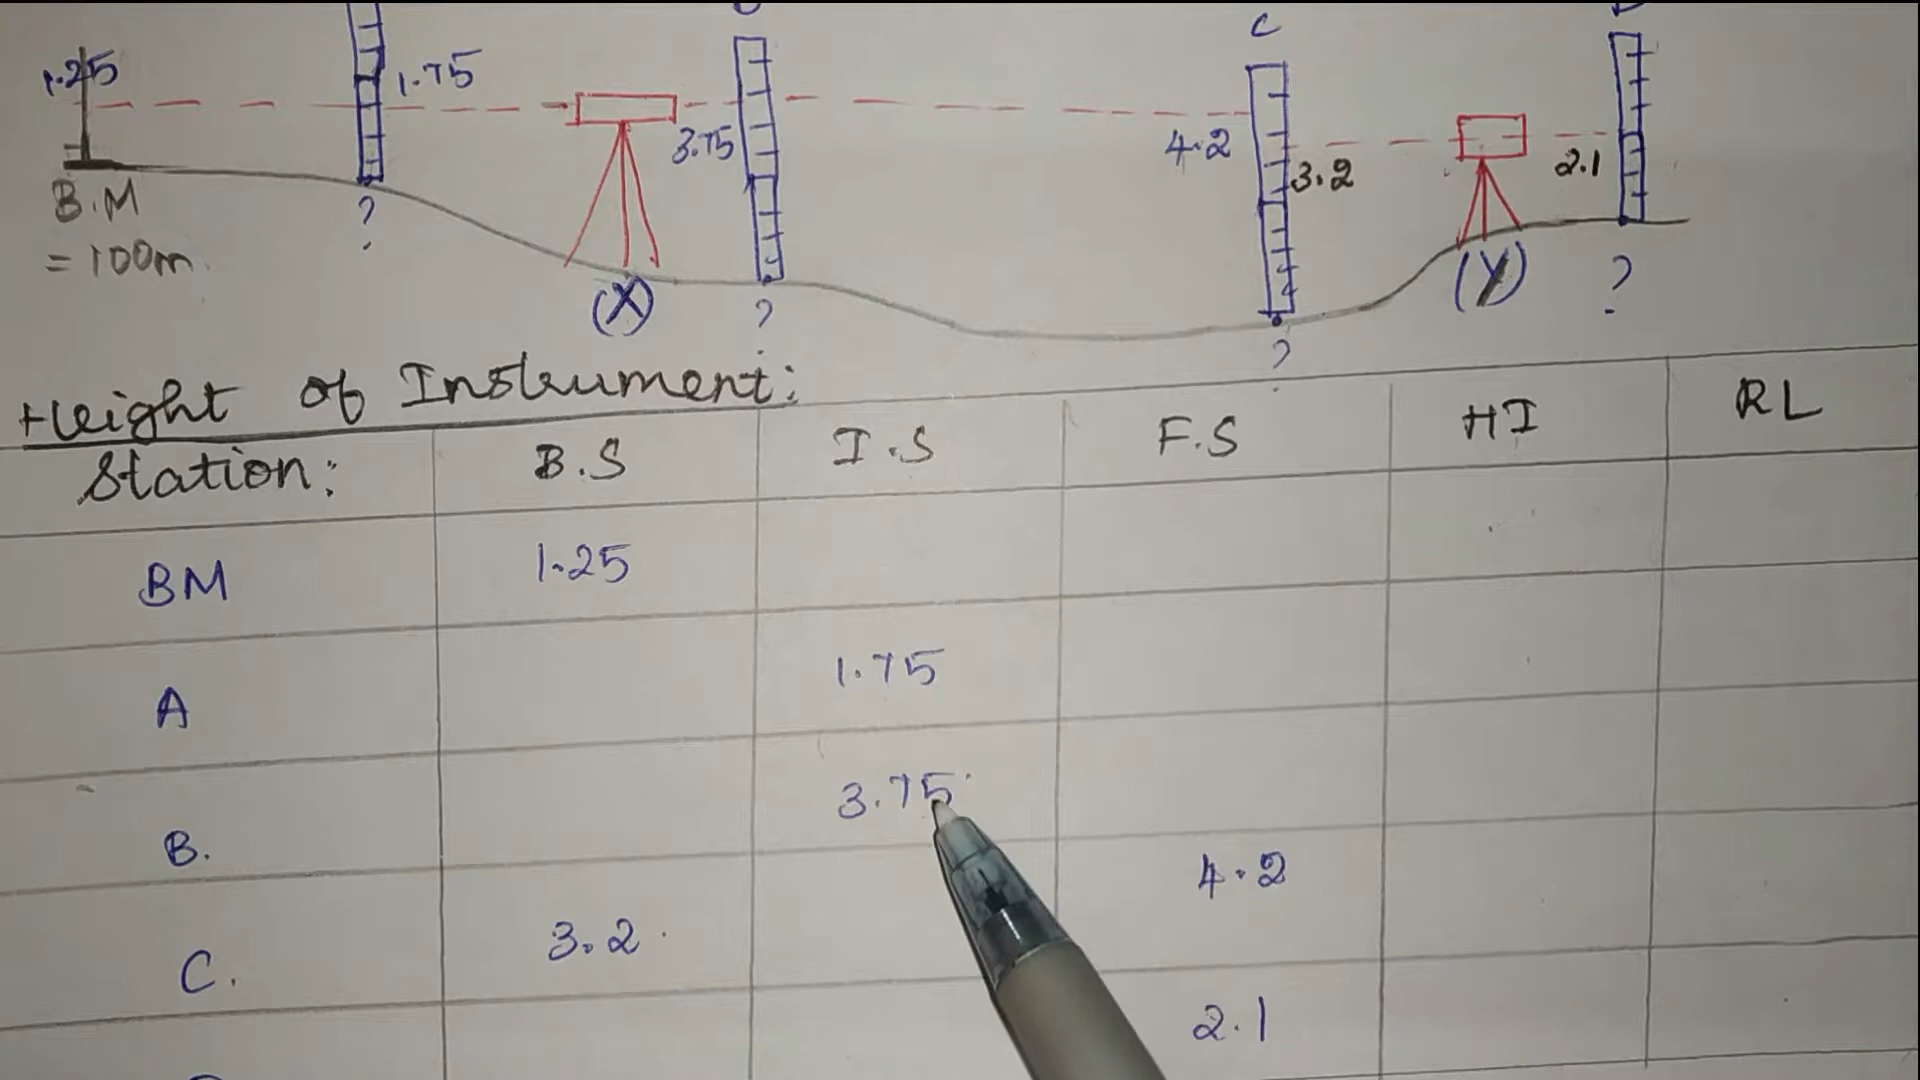 C
1.25
1.75
3.75
4.2
3.2
2.1
B.M
= 100m.
?
(X)
?
?
(Y)
?
Height of Instrument:
Station: B.S I.S F.S HI RL
BM 1.25
A 1.75
B. 3.75
C. 3.2 4.2
2.1